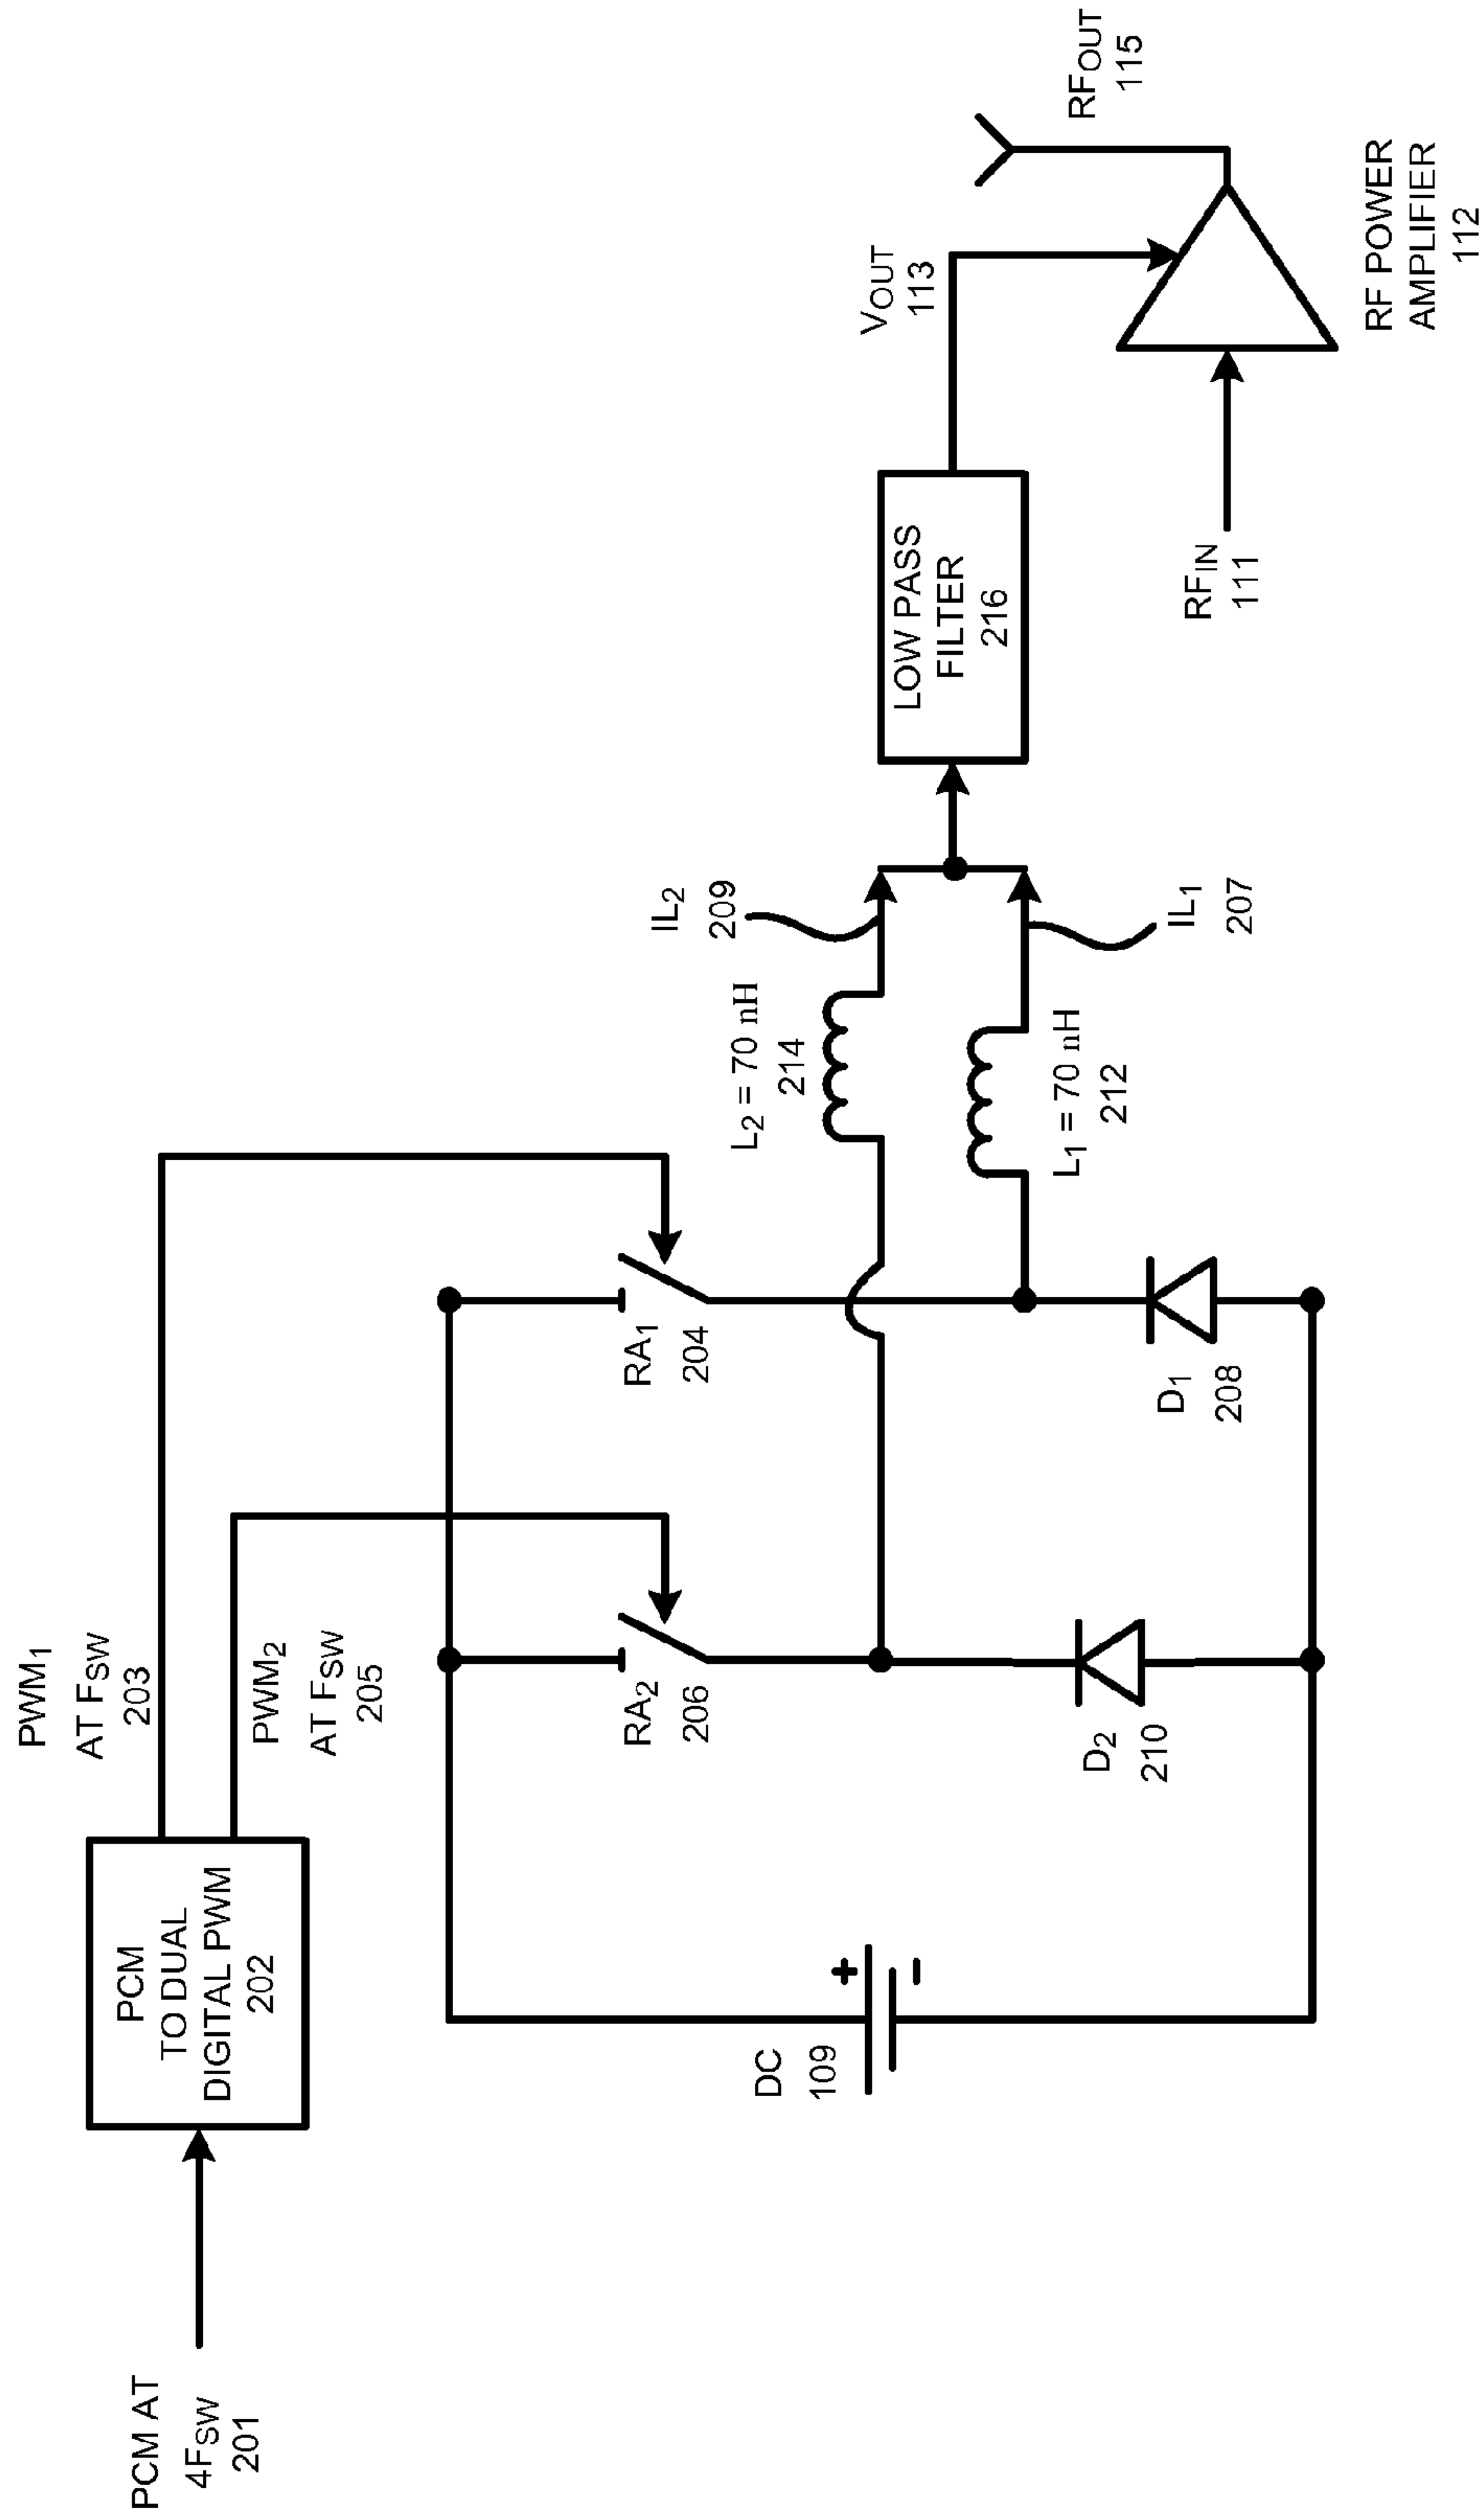 PCM AT
4FSW
201
PCM
TO DUAL
DIGITAL PWM
202
PWM1
AT FSW
203
PWM2
AT FSW
205
DC
109
+
-
RA2
206
D2
210
RA1
204
D1
208
L2 = 70 nH
214
L1 = 70 nH
212
IL2
209
IL1
207
LOW PASS
FILTER
216
VOUT
113
RFIN
111
RF POWER
AMPLIFIER
112
RFOUT
115